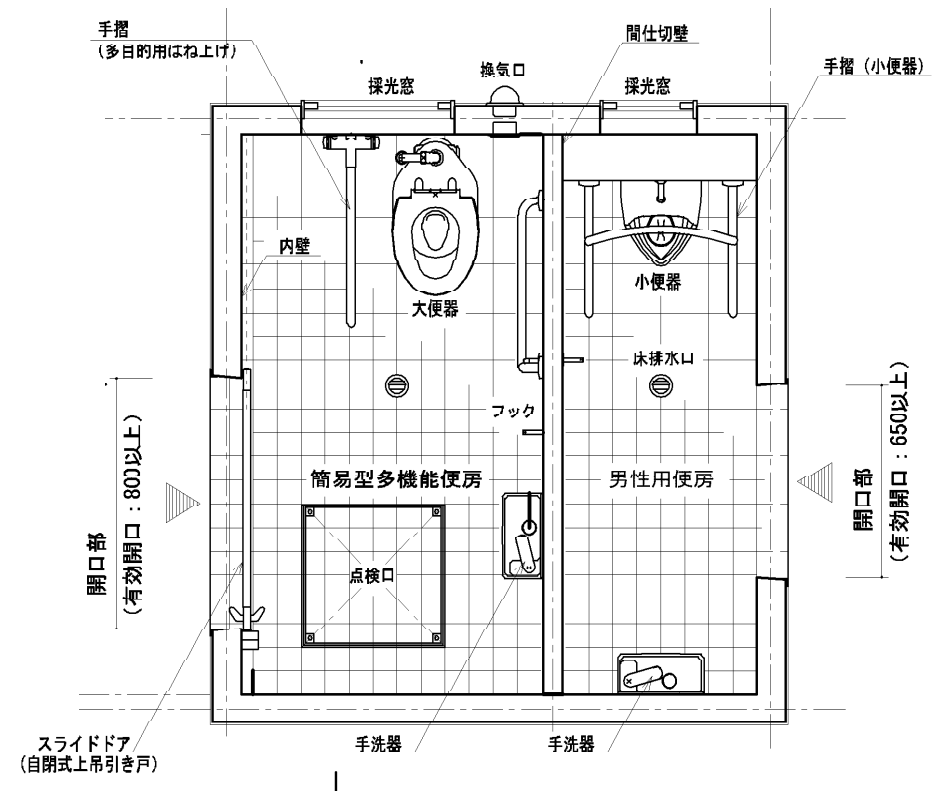 手摺
(多目的用はね上げ)
間仕切壁
手摺（小便器）
換気口
採光窓
採光窓
内壁
大便器
小便器
床排水口
フック
簡易型多機能便房
男性用便房
点検口
開口部
(有効開口：800以上)
開口部
(有効開口：650以上)
スライドドア
(自閉式上吊引き戸)
手洗器
手洗器